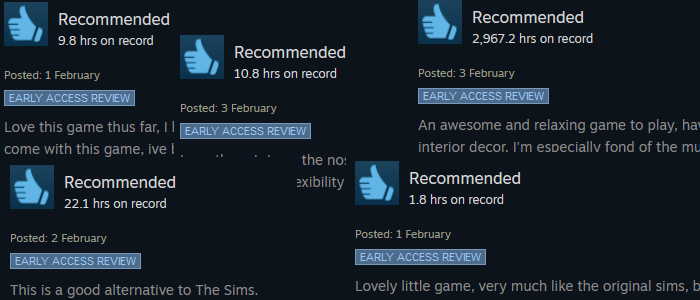 Recommended
9.8 hrs on record
Posted: 1 February
EARLY ACCESS REVIEW
Love this game thus far, I
come with this game, ive
Recommended
10.8 hrs on record
Posted: 3 February
EARLY ACCESS REVIEW
the
Recommended
2,967.2 hrs on record
Posted: 3 February
EARLY ACCESS REVIEW
An awesome and relaxing game to play,
interior decor. I'm especially fond of the
Recommended
22.1 hrs on record
Posted: 2 February
EARLY ACCESS REVIEW
This is a good alternative to The Sims.
Recommended
1.8 hrs on record
Posted: 1 February
EARLY ACCESS REVIEW
Lovely little game, very much like the original sims,